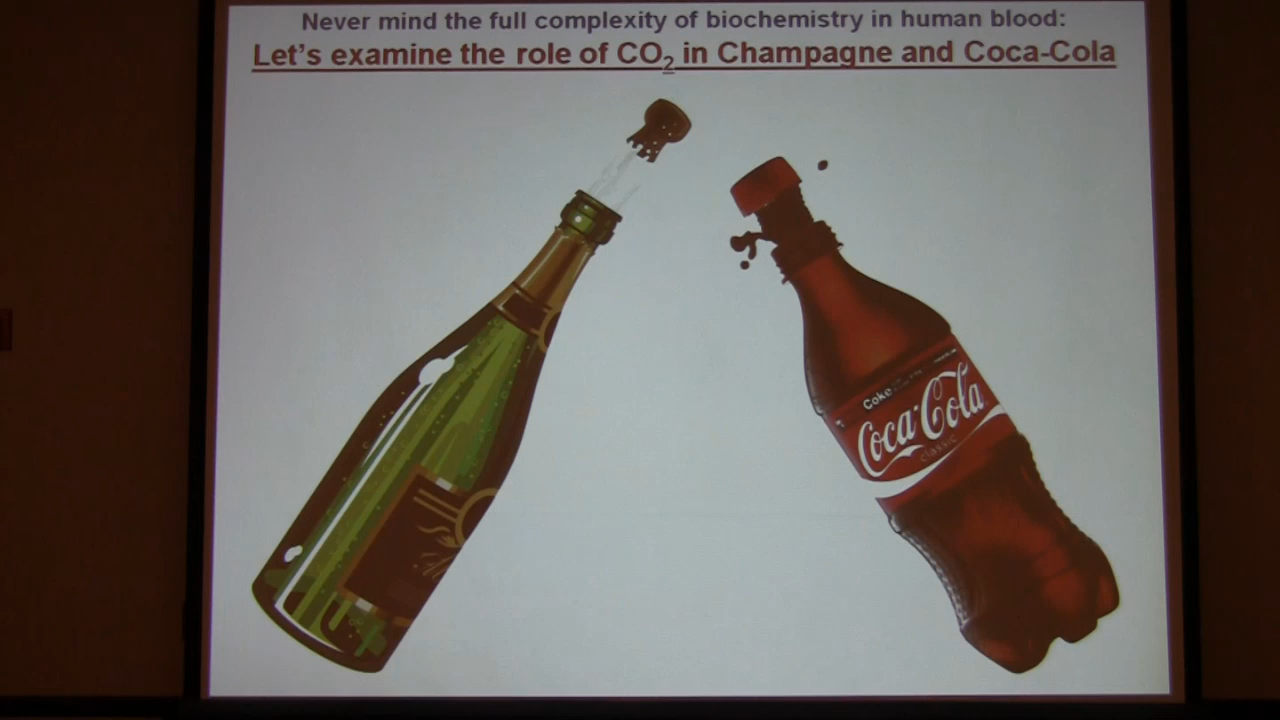 Never mind the full complexity of biochemistry in human blood:
Let's examine the role of CO2 in Champagne and Coca-Cola
Coke
Coca-Cola
classic